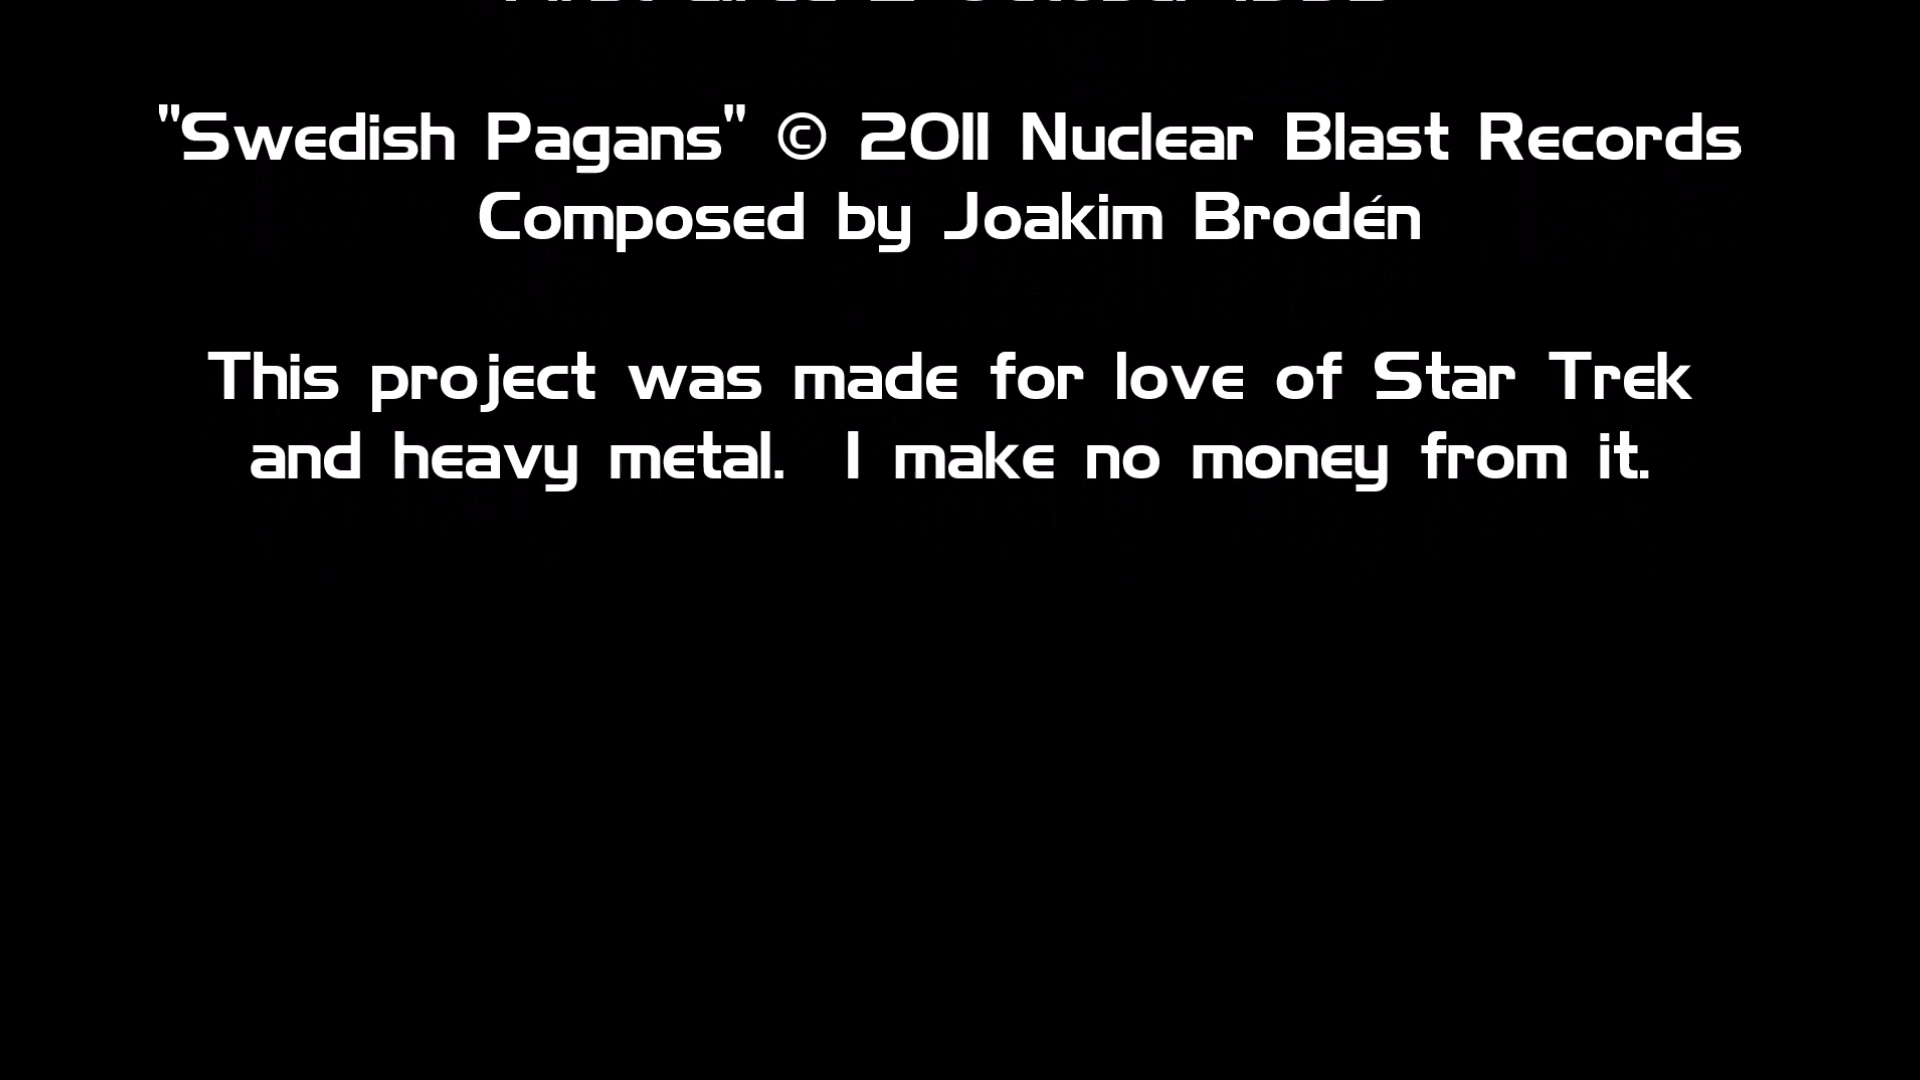 "Swedish Pagans" © 2011 Nuclear Blast Records
Composed by Joakim Brodén
This project was made for love of Star Trek
and heavy metal.  I make no money from it.